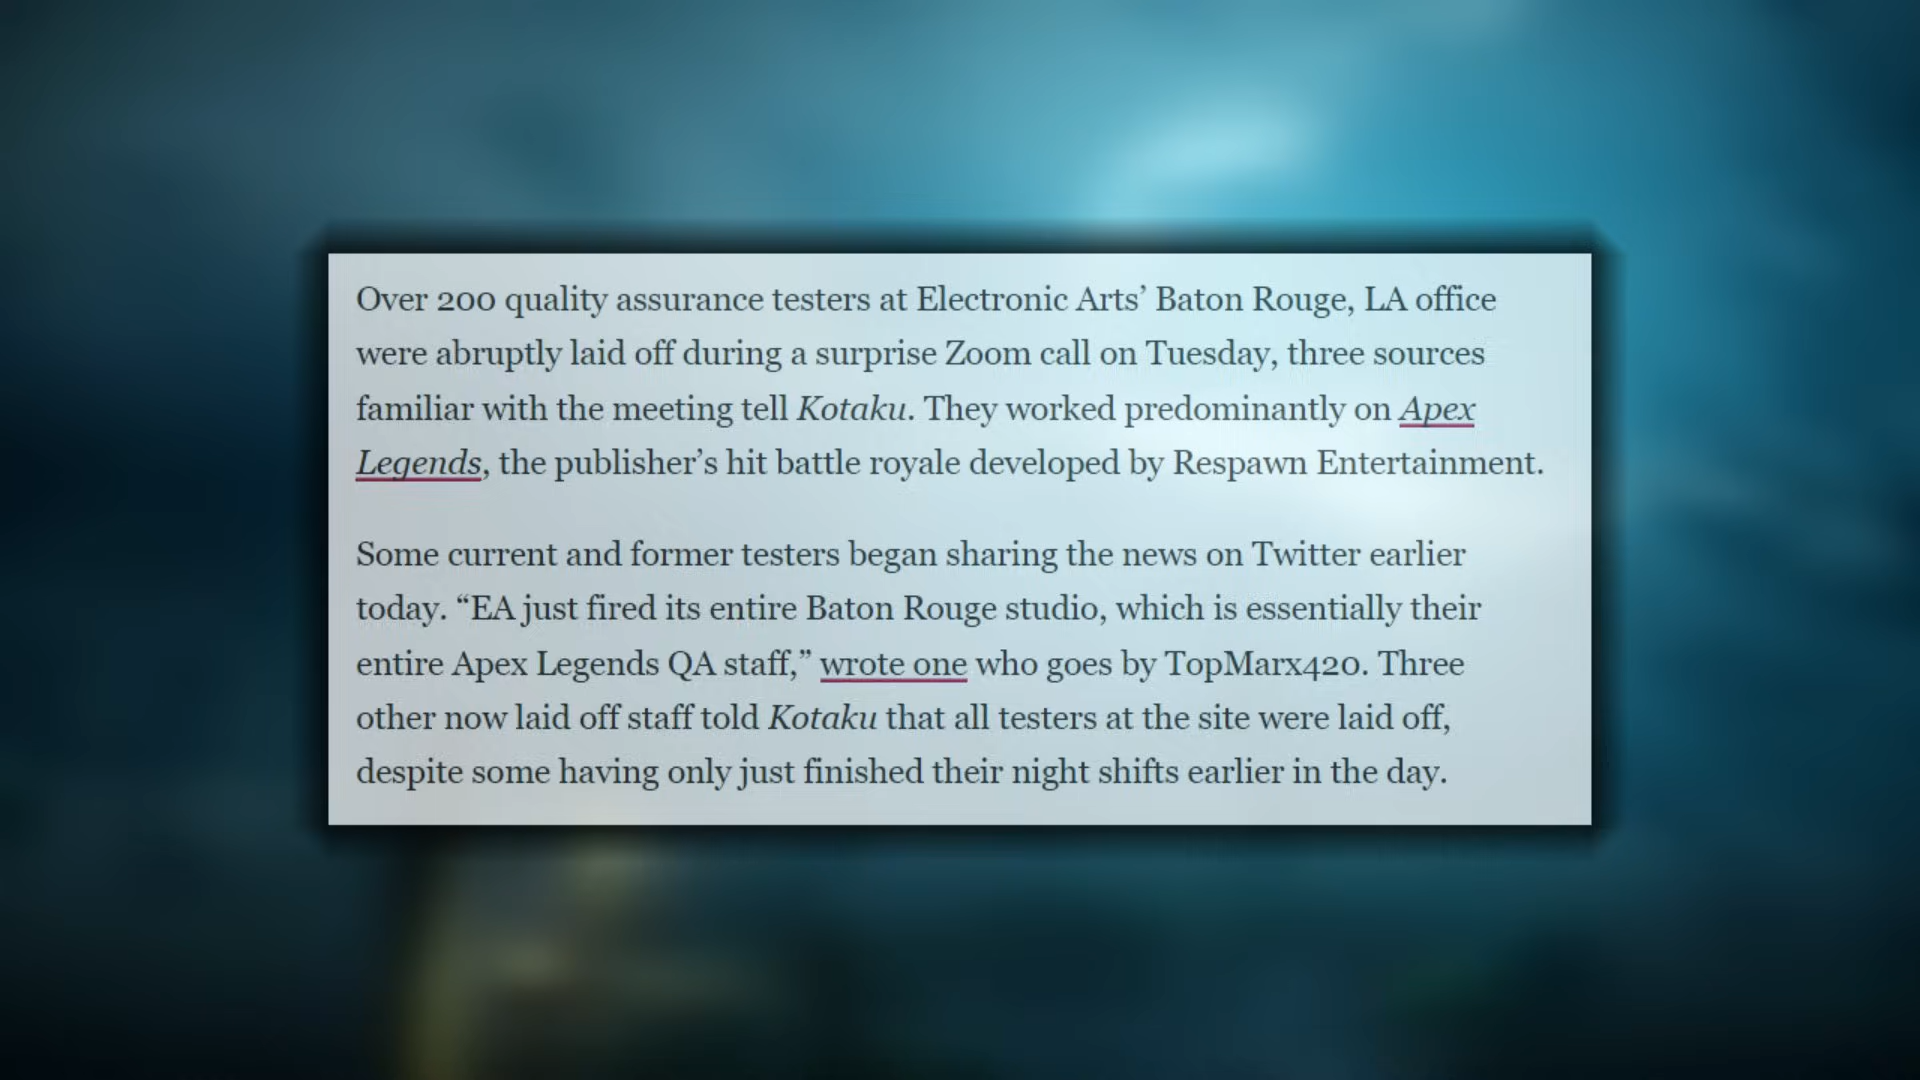 Over 200 quality assurance testers at Electronic Arts’ Baton Rouge, LA office
were abruptly laid off during a surprise Zoom call on Tuesday, three sources
familiar with the meeting tell Kotaku. They worked predominantly on Apex
Legends, the publisher’s hit battle royale developed by Respawn Entertainment.
Some current and former testers began sharing the news on Twitter earlier
today. “EA just fired its entire Baton Rouge studio, which is essentially their
entire Apex Legends QA staff,” wrote one who goes by TopMarx420. Three
other now laid off staff told Kotaku that all testers at the site were laid off,
despite some having only just finished their night shifts earlier in the day.